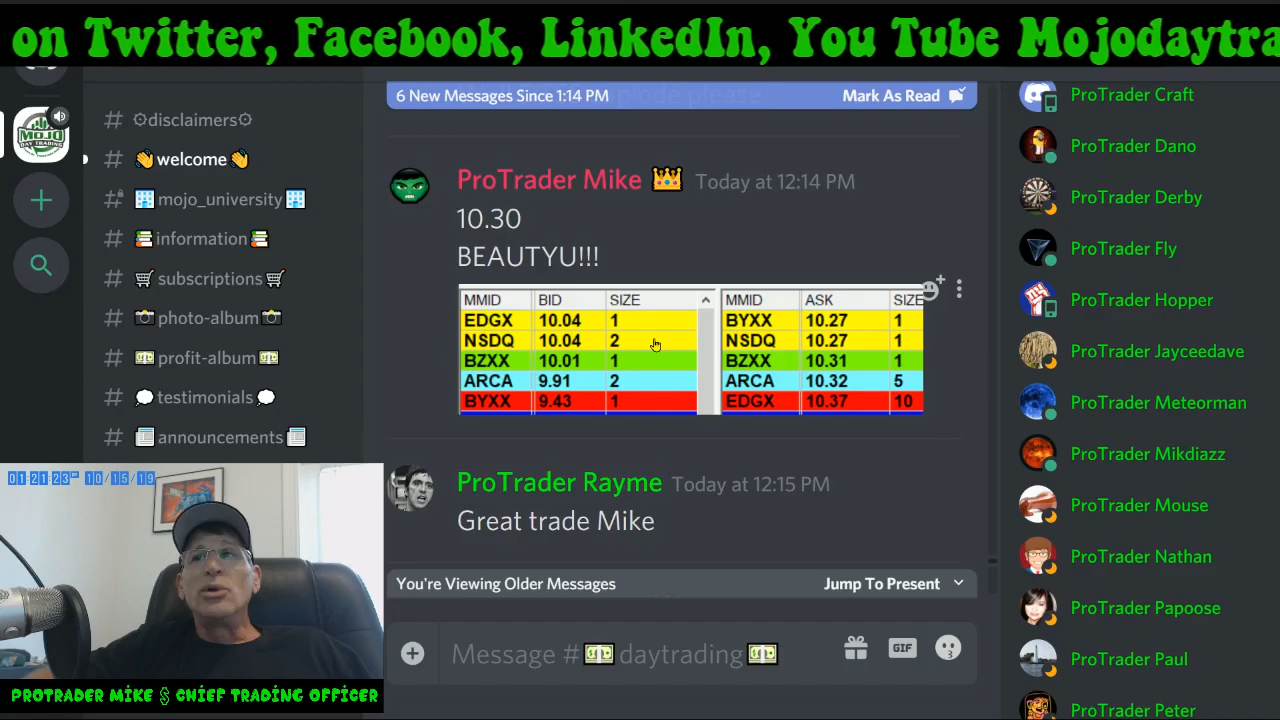 on Twitter, Facebook, LinkedIn, You Tube Mojodaytra
6 New Messages Since 1:14 PM
Mark As Read
MOJO
DAY TRADING
# ⚙disclaimers⚙
# 👋welcome👋
# 🏢mojo_university🏢
# 📚information📚
# 🛒subscriptions🛒
# 📷photo-album📷
# 💵profit-album💵
# 💭testimonials💭
# 📰announcements📰
ProTrader Mike 👑 Today at 12:14 PM
10.30
BEAUTYU!!!
MMID BID SIZE MMID ASK SIZE
EDGX 10.04 1 BYXX 10.27 1
NSDQ 10.04 2 NSDQ 10.27 1
BZXX 10.01 1 BZXX 10.31 1
ARCA 9.91 2 ARCA 10.32 5
BYXX 9.43 1 EDGX 10.37 10
ProTrader Rayme Today at 12:15 PM
Great trade Mike
You're Viewing Older Messages
Jump To Present
Message #💵daytrading💵
GIF
ProTrader Craft
ProTrader Dano
ProTrader Derby
ProTrader Fly
ProTrader Hopper
ProTrader Jayceedave
ProTrader Meteorman
ProTrader Mikdiazz
ProTrader Mouse
ProTrader Nathan
ProTrader Papoose
ProTrader Paul
ProTrader Peter
01:21:23 PM 10/15/19
PROTRADER MIKE $ CHIEF TRADING OFFICER